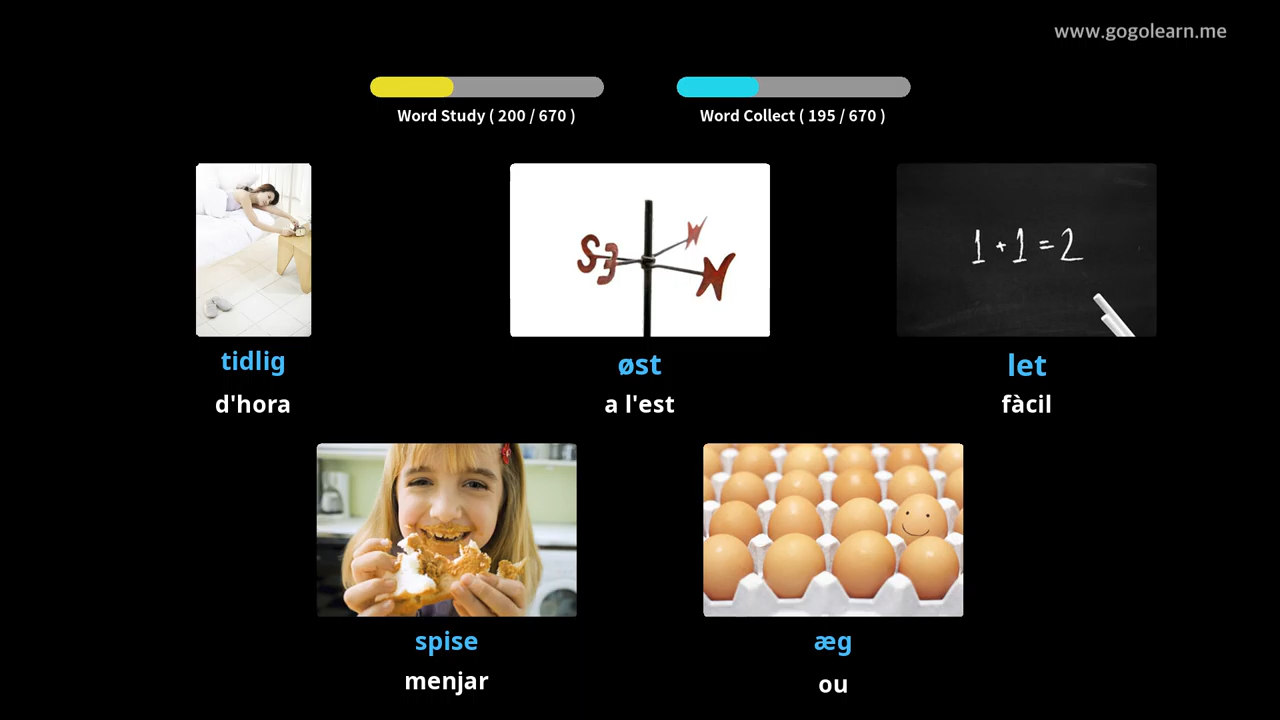 www.gogolearn.me
Word Study ( 200 / 670 )
Word Collect ( 195 / 670 )
S E N N
1 + 1 = 2
tidlig
d'hora
øst
a l'est
let
fàcil
spise
menjar
æg
ou